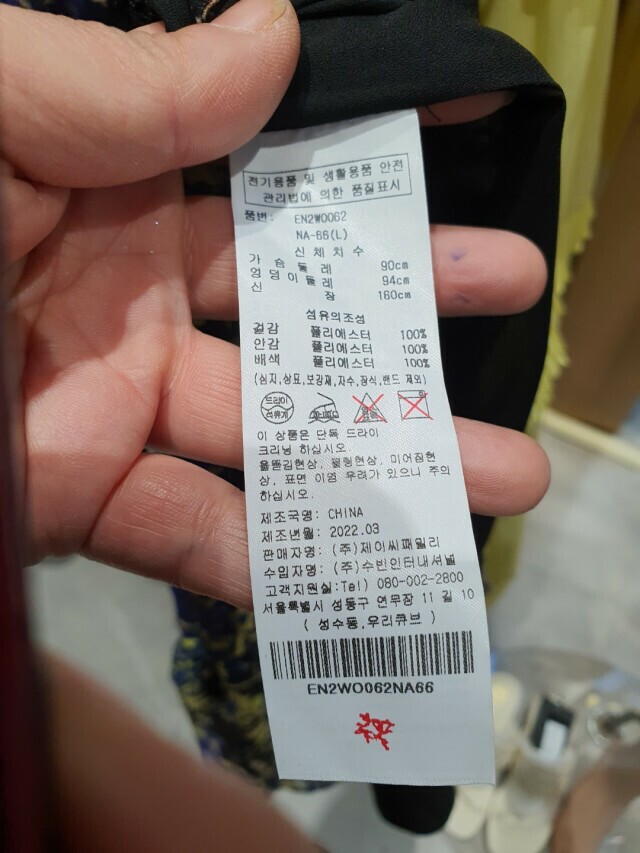 전기용품 및 생활용품 안전
관리법에 의한 품질표시
품번: EN2WO062
NA-66(L)
신 체 치 수
가 슴 둘 레 90cm
엉 덩 이 둘 레 94cm
신 장 160cm
섬유의조성
겉감 폴리에스터 100%
안감 폴리에스터 100%
배색 폴리에스터 100%
(심지,상표,보강재,자수,장식,밴드 제외)
드라이
석유계
이 상품은 단독 드라이
크리닝 하십시오.
올뜯김현상, 필링현상, 미어짐현
상, 표면 이염 우려가 있으니 주의
하십시오.
제조국명: CHINA
제조년월: 2022.03
판매자명: (주)제이씨패밀리
수입자명: (주)수빈인터내셔널
고객지원실:Tel) 080-002-2800
서울특별시 성동구 연무장 11 길 10
( 성수동,우리큐브 )
EN2WO062NA66